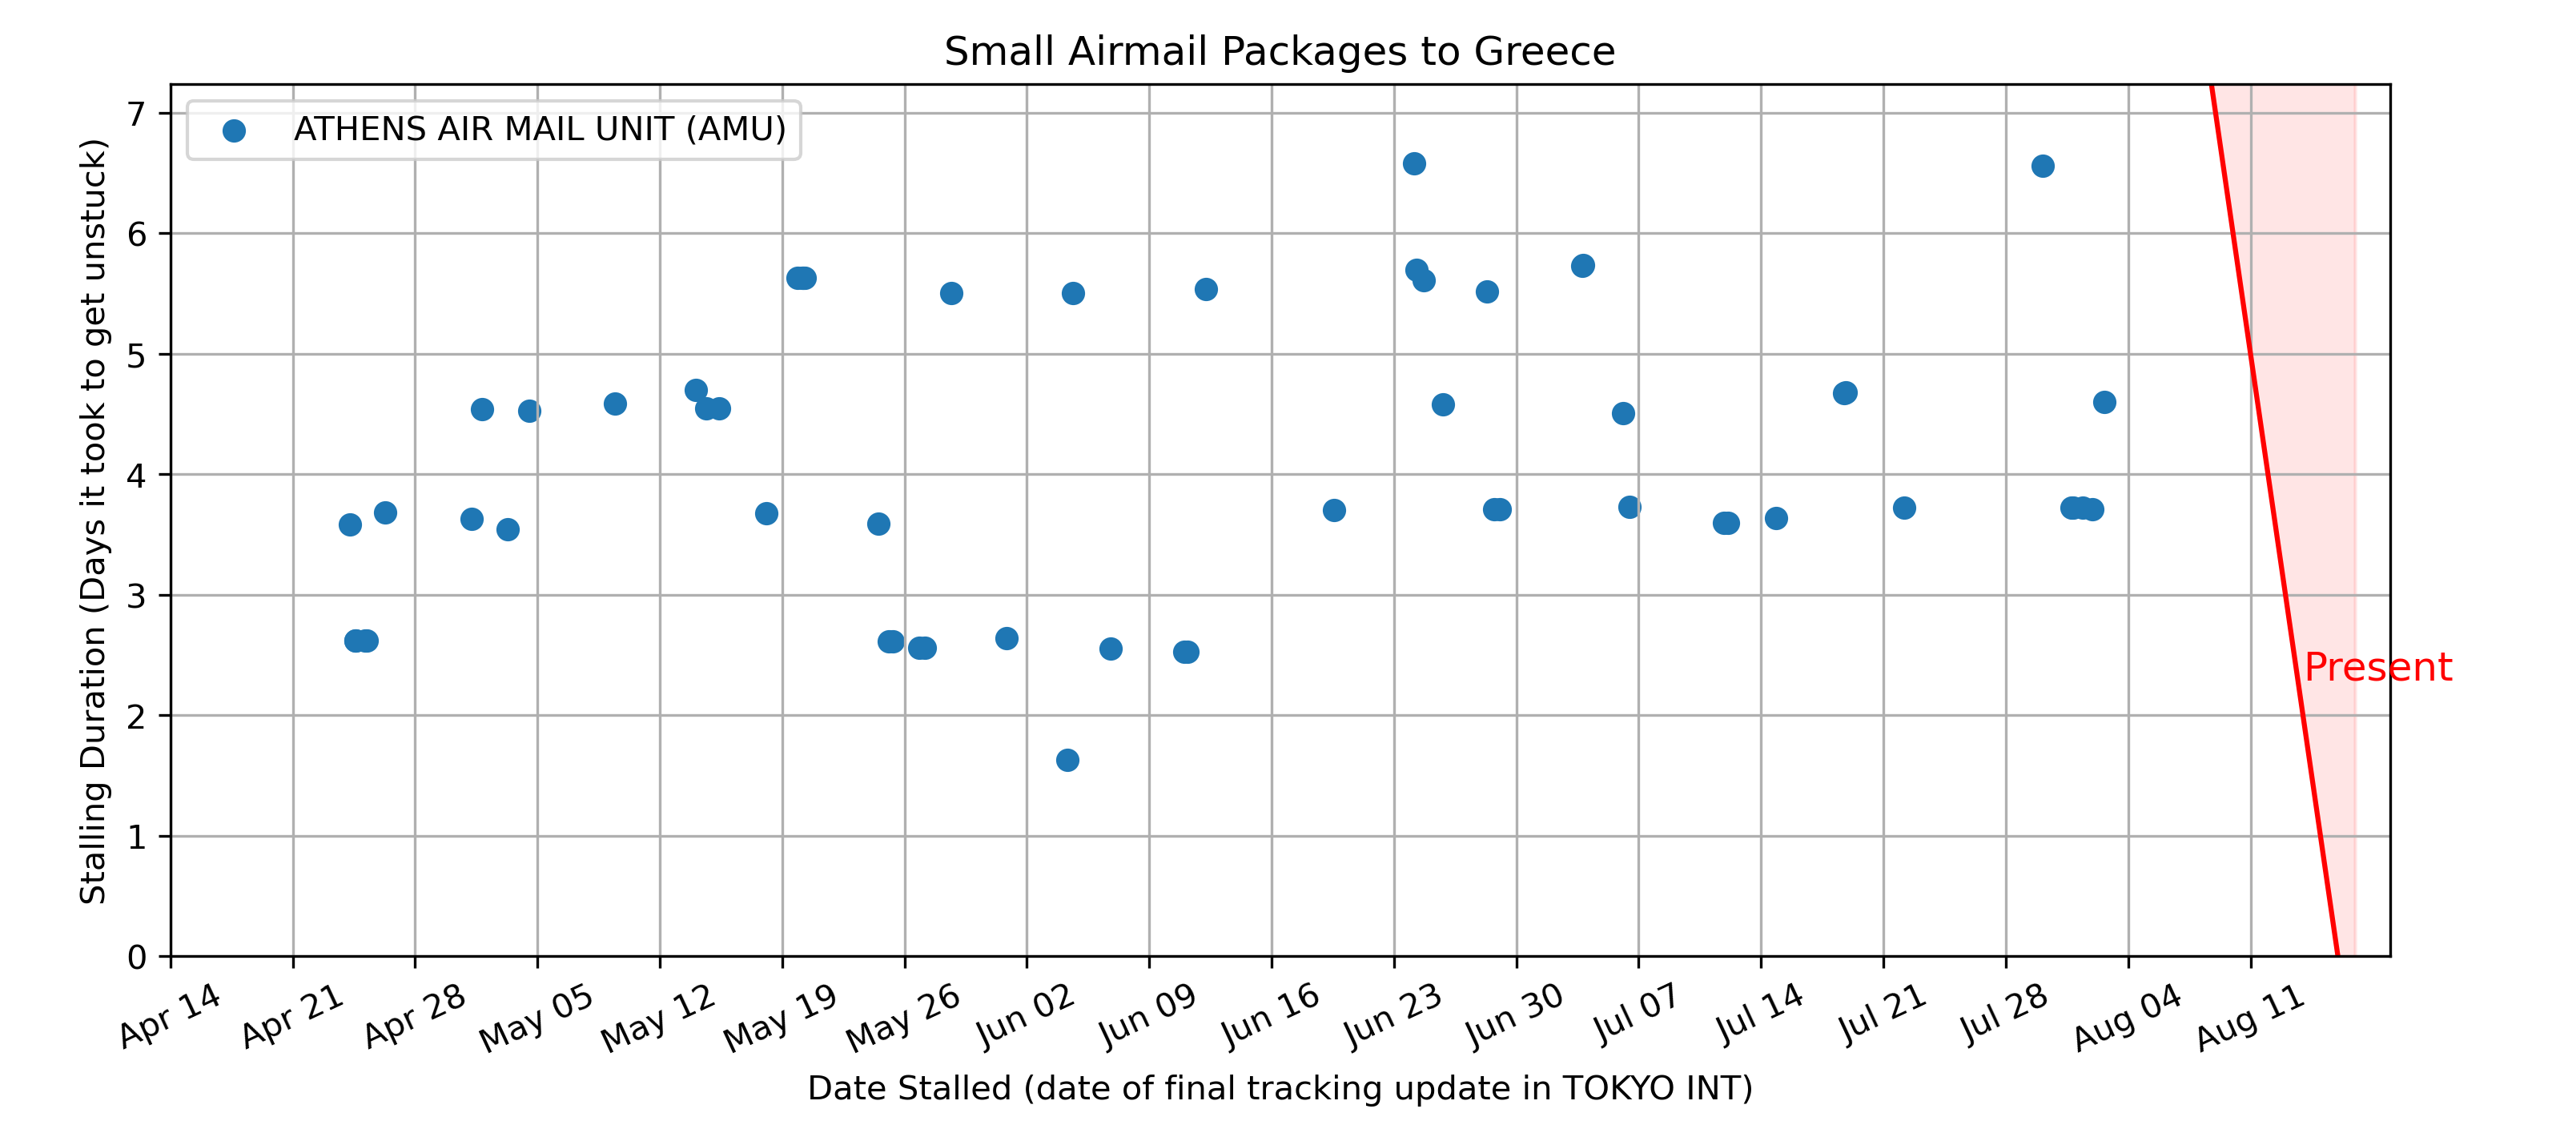 Small Airmail Packages to Greece
ATHENS AIR MAIL UNIT (AMU)
Stalling Duration (Days it took to get unstuck)
7
6
5
4
3
2
1
0
Present
Apr 14
Apr 21
Apr 28
May 05
May 12
May 19
May 26
Jun 02
Jun 09
Jun 16
Jun 23
Jun 30
Jul 07
Jul 14
Jul 21
Jul 28
Aug 04
Aug 11
Date Stalled (date of final tracking update in TOKYO INT)